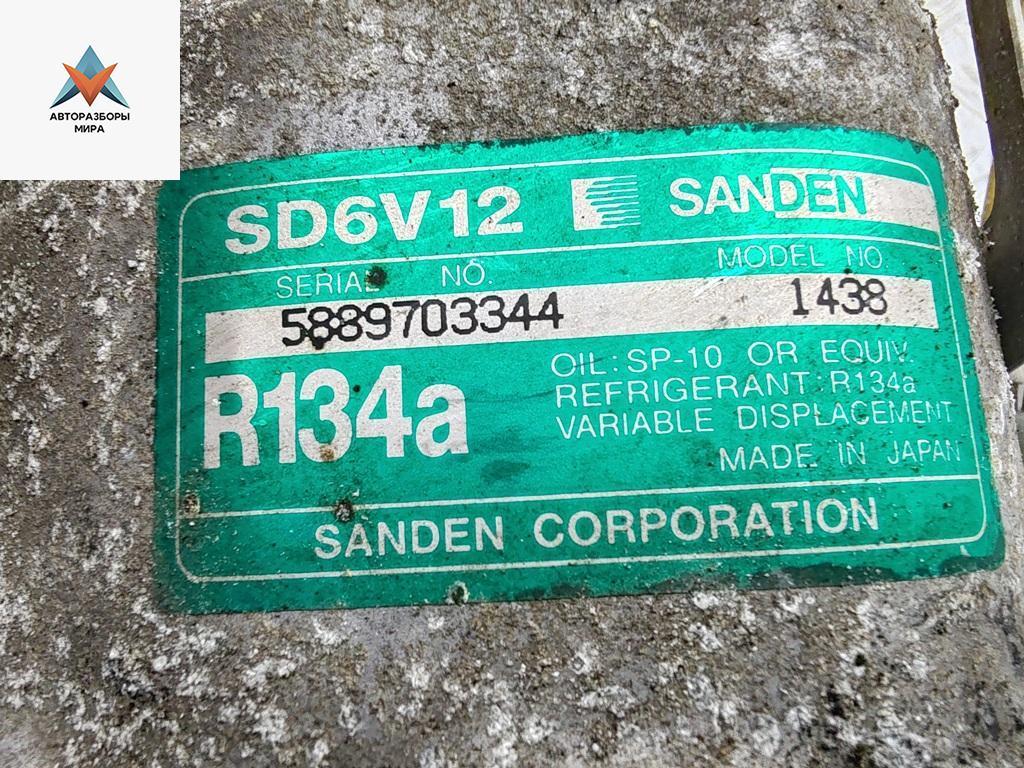 АВТОРАЗБОРЫ
МИРА
SD6V12 SANDEN
SERIAL NO. MODEL NO.
5889703344 1438
R134a
OIL: SP-10 OR EQUIV.
REFRIGERANT: R134a
VARIABLE DISPLACEMENT
MADE IN JAPAN
SANDEN CORPORATION